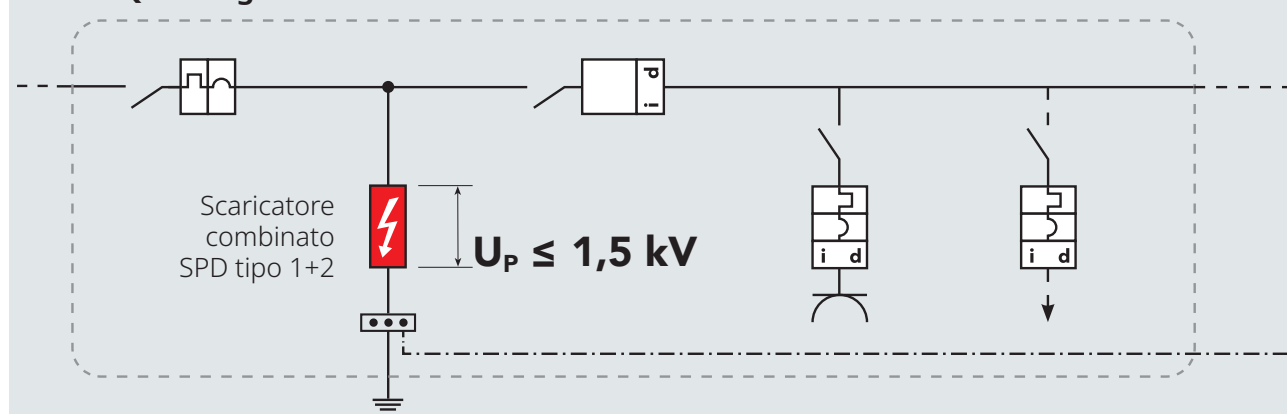 Scaricatore
combinato
SPD tipo 1+2
UP ≤ 1,5 kV
i d
i d
i d